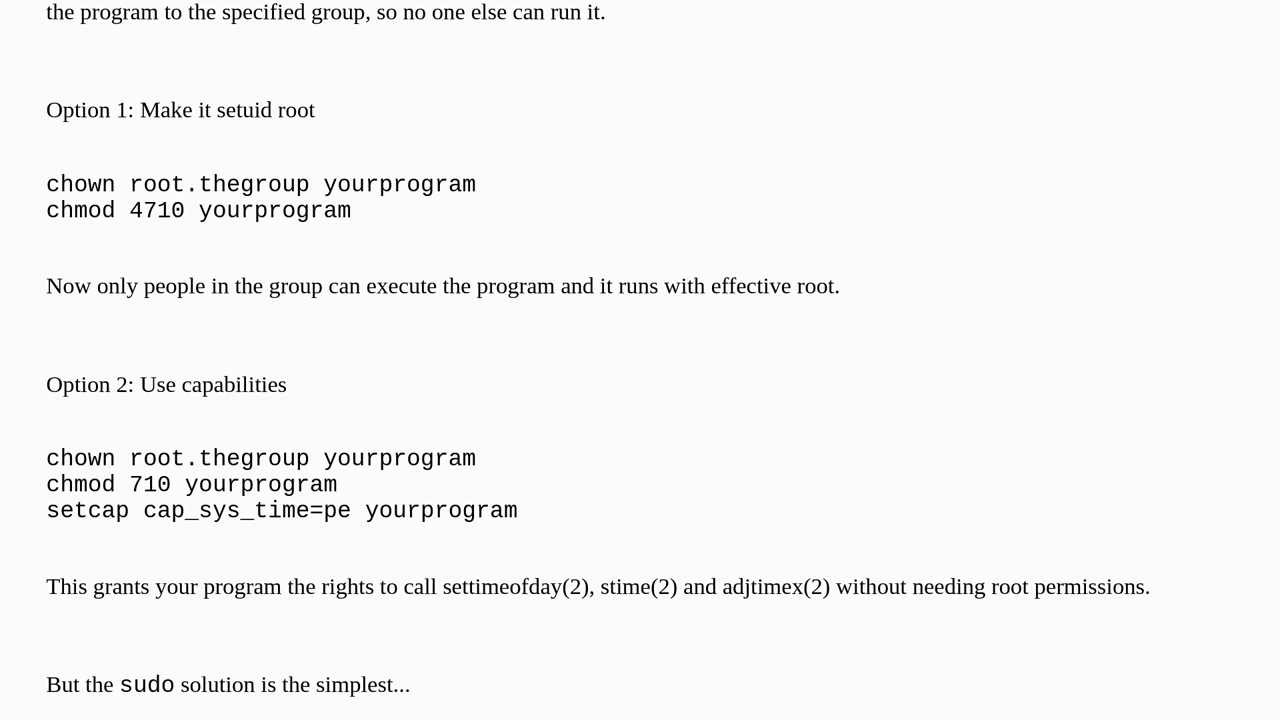 the program to the specified group, so no one else can run it.
Option 1: Make it setuid root
chown root.thegroup yourprogram
chmod 4710 yourprogram
Now only people in the group can execute the program and it runs with effective root.
Option 2: Use capabilities
chown root.thegroup yourprogram
chmod 710 yourprogram
setcap cap_sys_time=pe yourprogram
This grants your program the rights to call settimeofday(2), stime(2) and adjtimex(2) without needing root permissions.
But the sudo solution is the simplest...